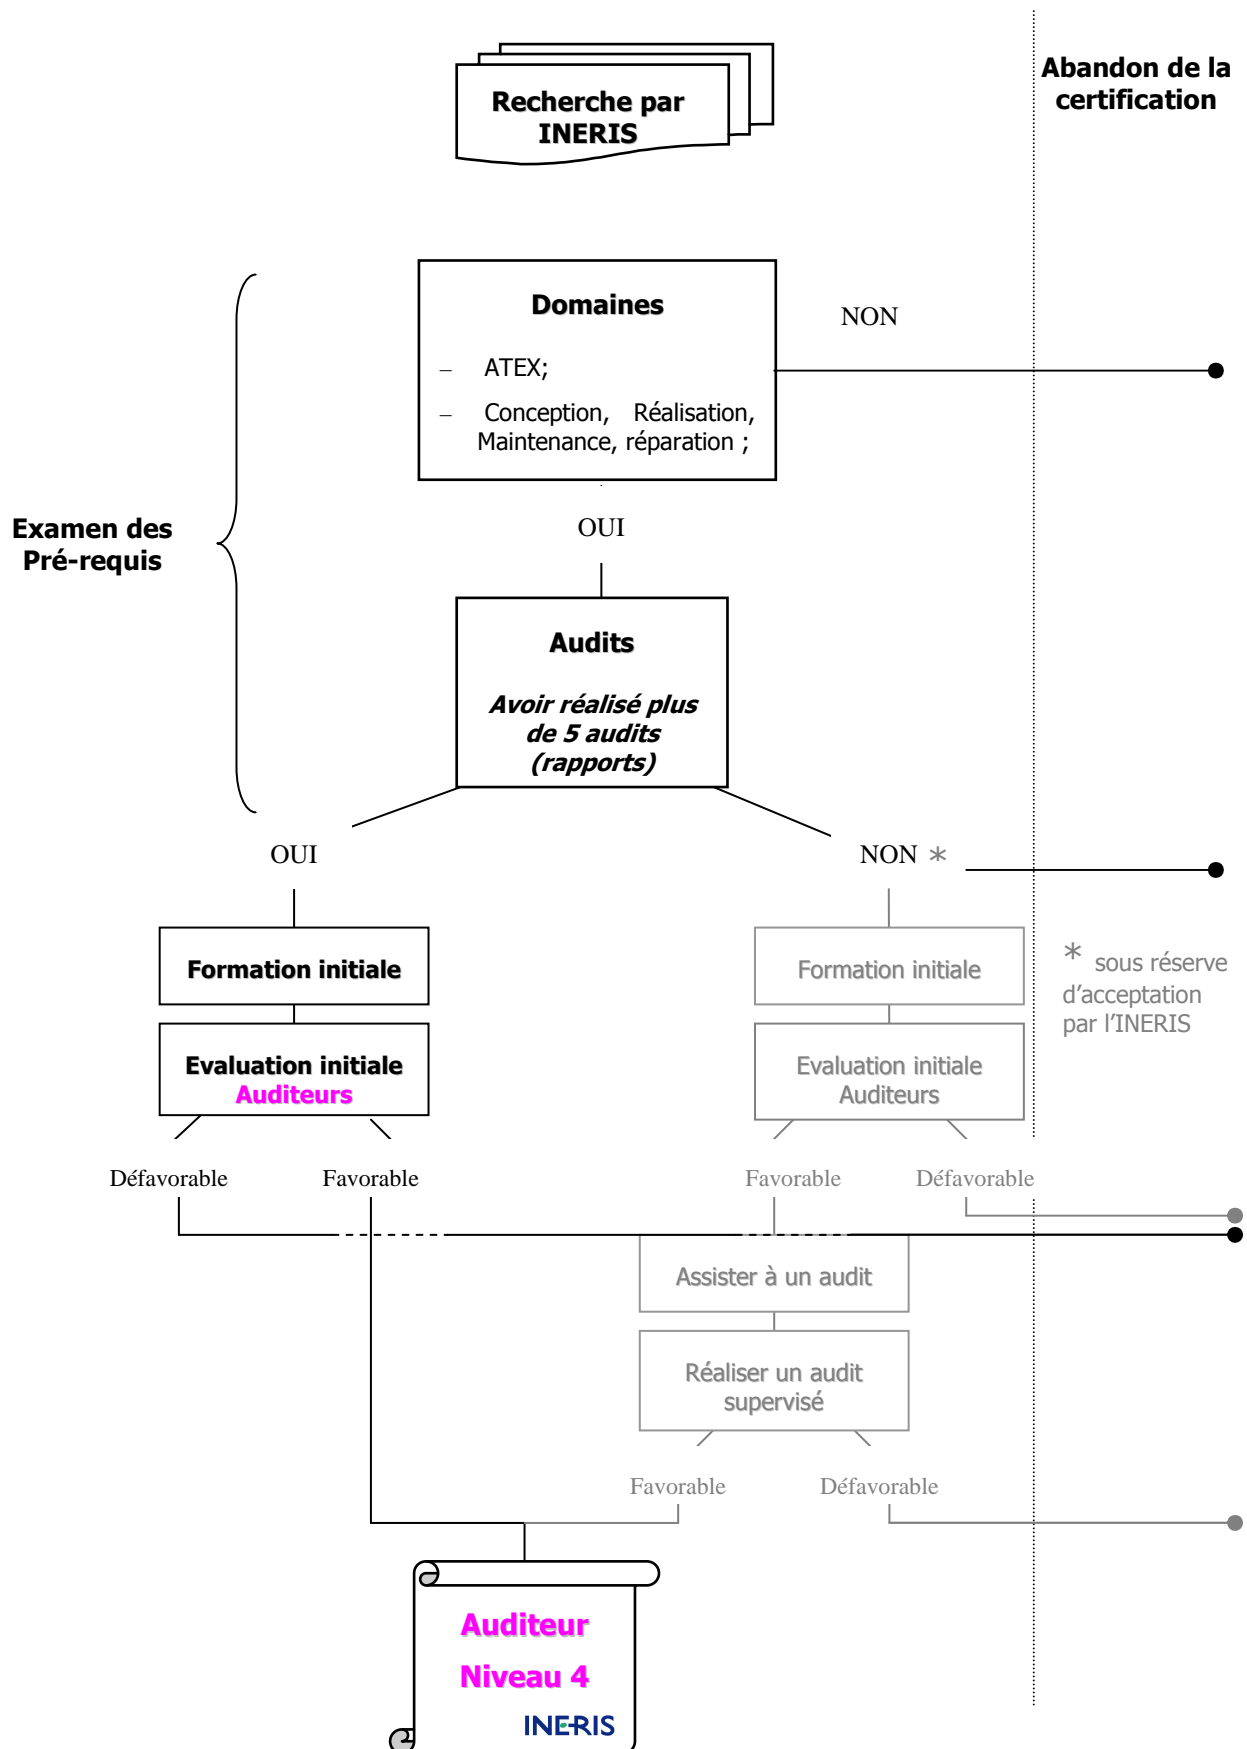 Recherche par
INERIS
Abandon de la
certification
Domaines
– ATEX;
– Conception, Réalisation,
Maintenance, réparation ;
NON
Examen des
Pré-requis
OUI
Audits
Avoir réalisé plus
de 5 audits
(rapports)
OUI
NON *
Formation initiale
Formation initiale
* sous réserve
d'acceptation
par l'INERIS
Evaluation initiale
Auditeurs
Evaluation initiale
Auditeurs
Défavorable
Favorable
Favorable
Défavorable
Assister à un audit
Réaliser un audit
supervisé
Favorable
Défavorable
Auditeur
Niveau 4
INERIS